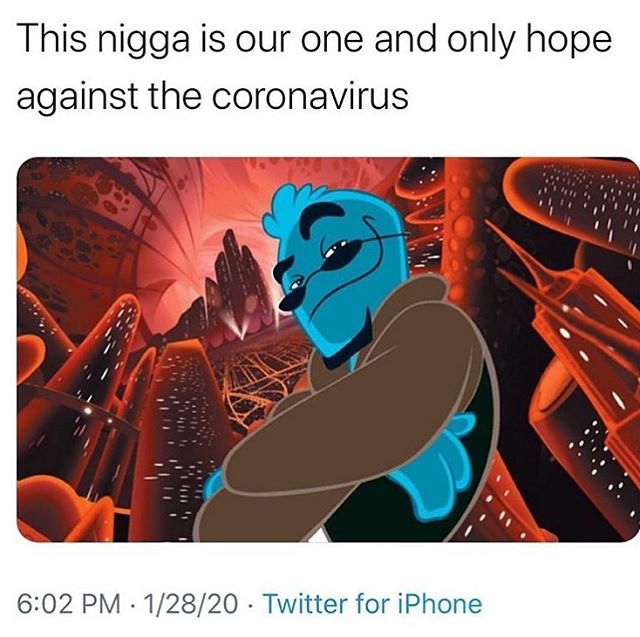 This nigga is our one and only hope
against the coronavirus
6:02 PM · 1/28/20 · Twitter for iPhone